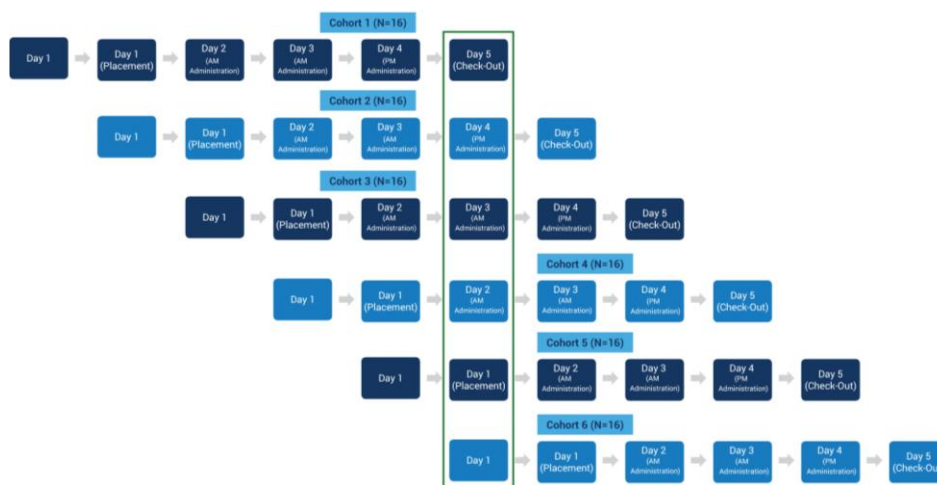 Cohort 1 (N=16)
Day 1
Day 1
(Placement)
Day 2
(AM
Administration)
Day 3
(AM
Administration)
Day 4
(PM
Administration)
Day 5
(Check-Out)
Cohort 2 (N=16)
Day 1
Day 1
(Placement)
Day 2
(AM
Administration)
Day 3
(AM
Administration)
Day 4
(PM
Administration)
Day 5
(Check-Out)
Cohort 3 (N=16)
Day 1
Day 1
(Placement)
Day 2
(AM
Administration)
Day 3
(AM
Administration)
Day 4
(PM
Administration)
Day 5
(Check-Out)
Cohort 4 (N=16)
Day 1
Day 1
(Placement)
Day 2
(AM
Administration)
Day 3
(AM
Administration)
Day 4
(PM
Administration)
Day 5
(Check-Out)
Cohort 5 (N=16)
Day 1
Day 1
(Placement)
Day 2
(AM
Administration)
Day 3
(AM
Administration)
Day 4
(PM
Administration)
Day 5
(Check-Out)
Cohort 6 (N=16)
Day 1
Day 1
(Placement)
Day 2
(AM
Administration)
Day 3
(AM
Administration)
Day 4
(PM
Administration)
Day 5
(Check-Out